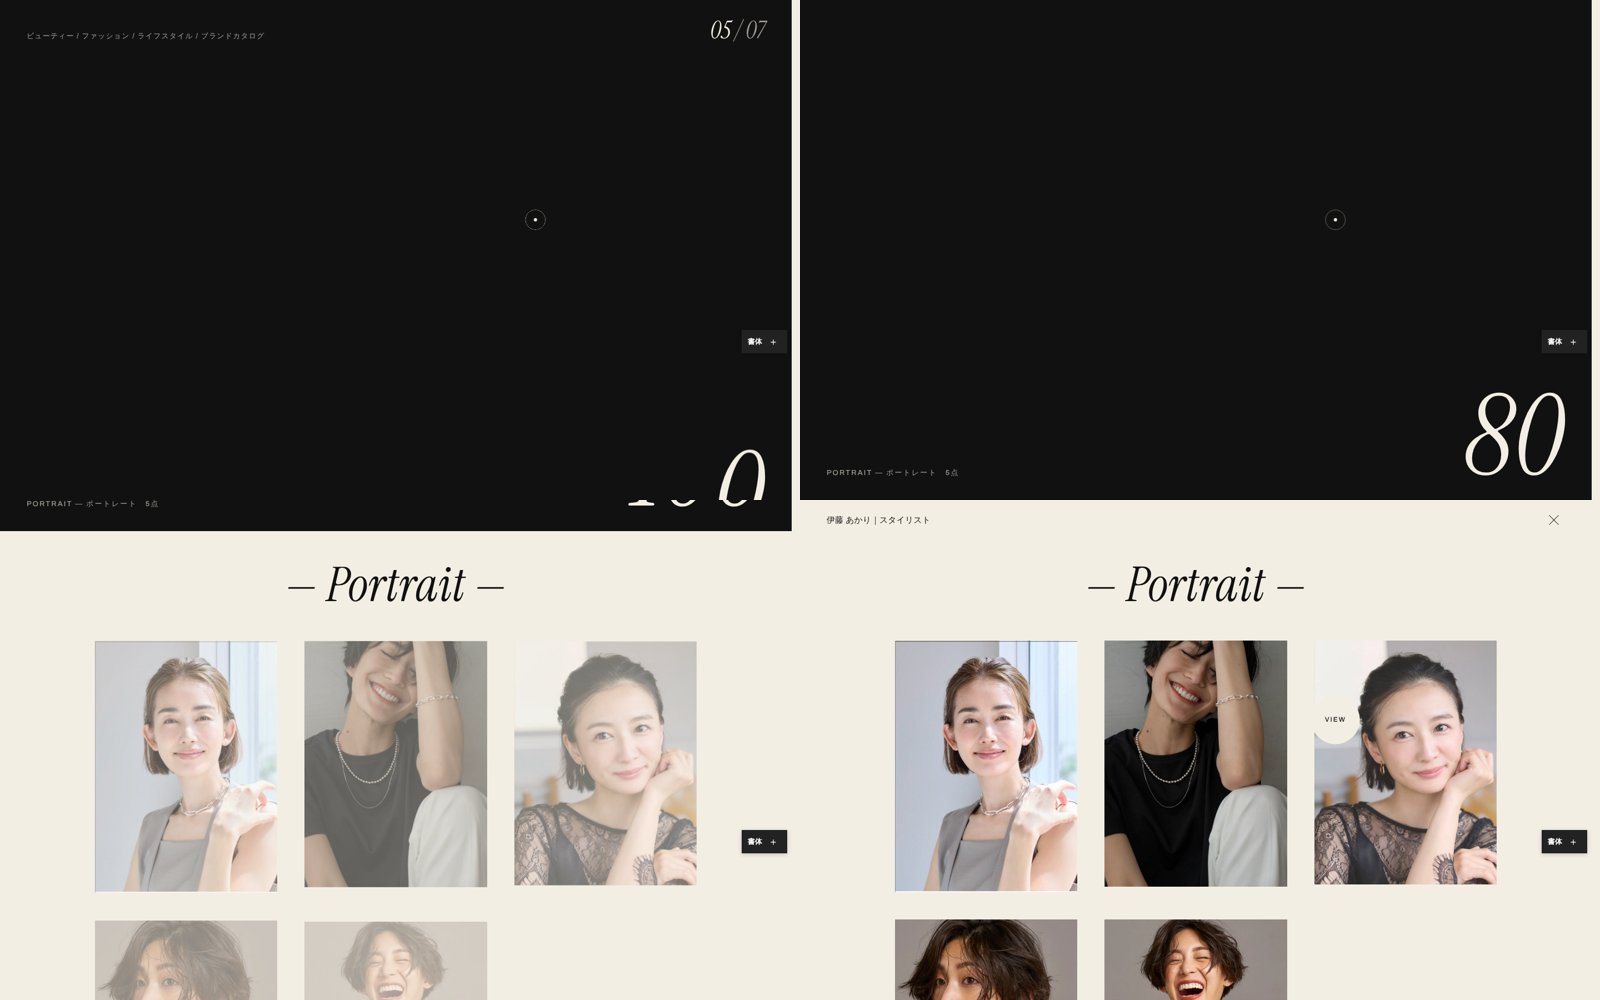 ビューティー / ファッション / ライフスタイル / ブランドカタログ
05 / 07
書体 +
PORTRAIT — ポートレート 5点
— Portrait —
書体 +
書体 +
80
PORTRAIT — ポートレート 5点
伊藤 あかり｜スタイリスト
— Portrait —
VIEW
書体 +